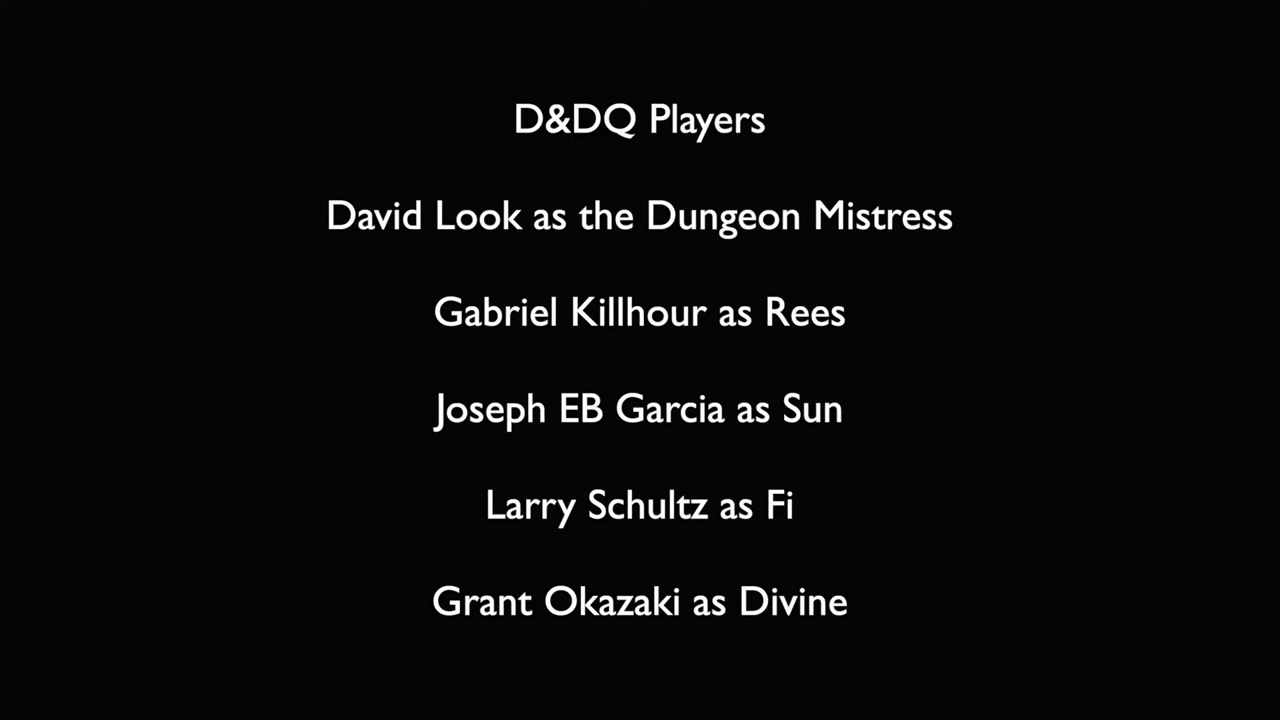 D&DQ Players
David Look as the Dungeon Mistress
Gabriel Killhour as Rees
Joseph EB Garcia as Sun
Larry Schultz as Fi
Grant Okazaki as Divine